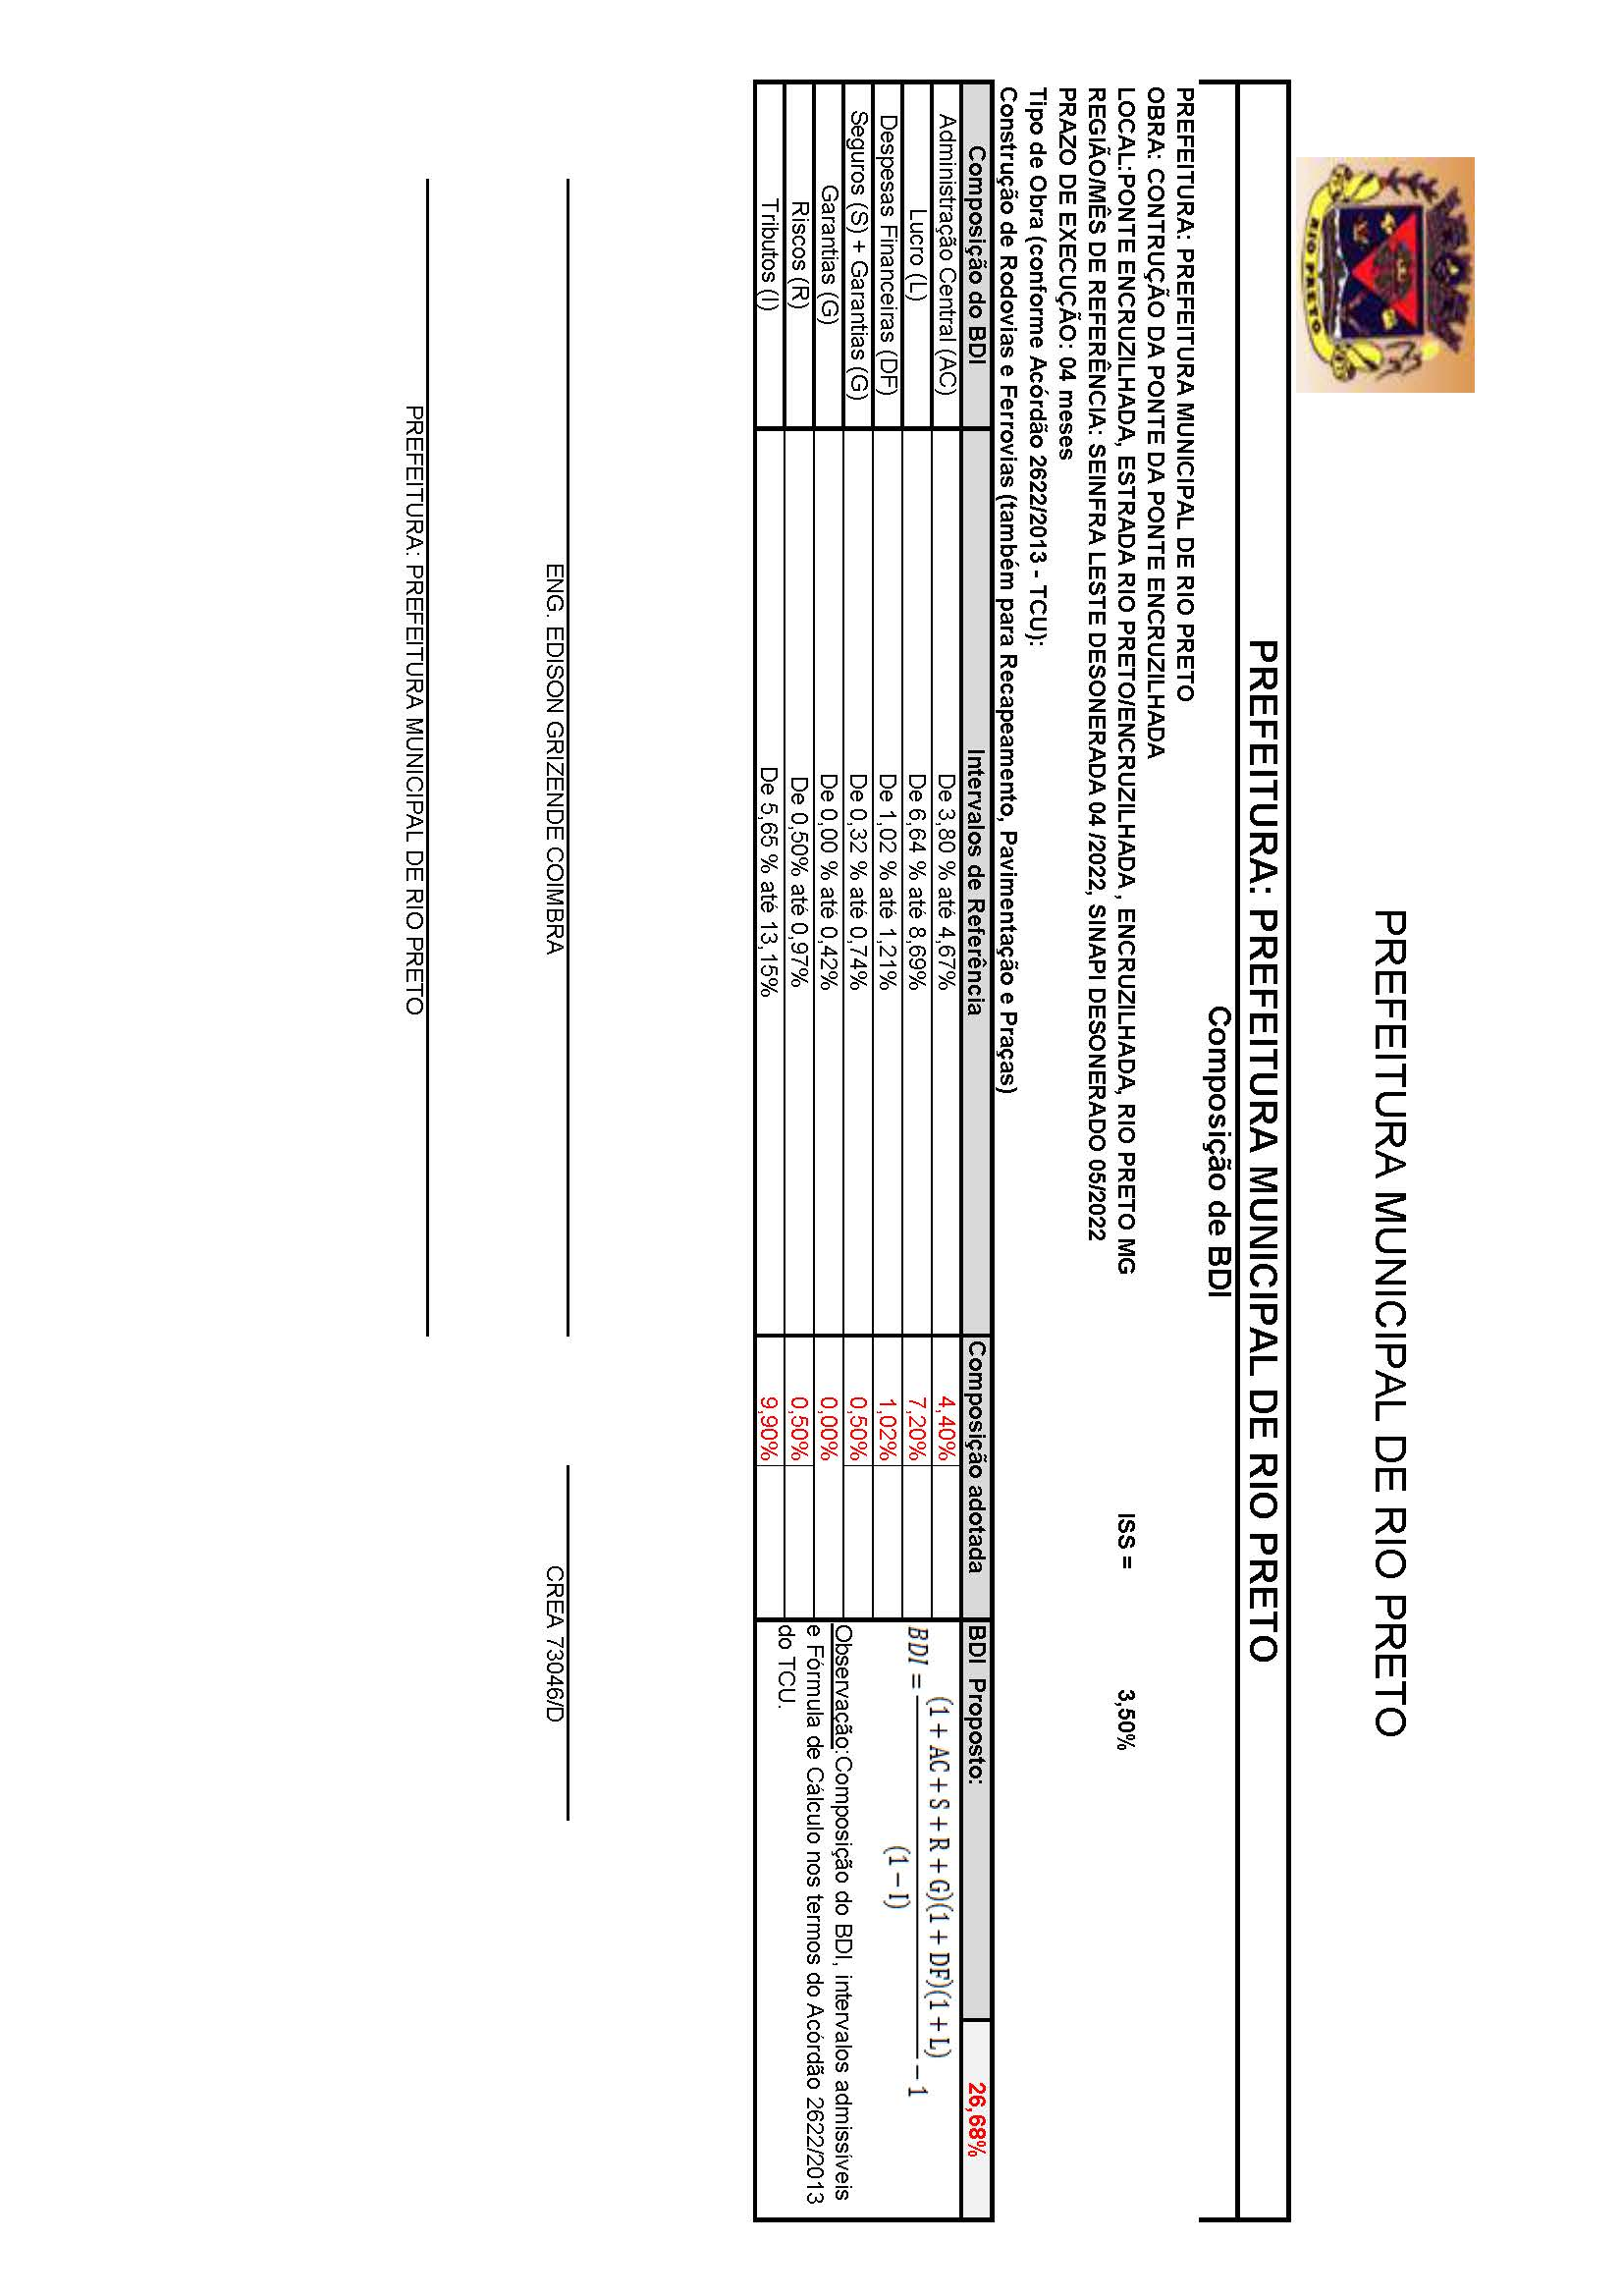 PREFEITURA MUNICIPAL DE RIO PRETO
RIO PRETO
PREFEITURA: PREFEITURA MUNICIPAL DE RIO PRETO
Composição de BDI
PREFEITURA: PREFEITURA MUNICIPAL DE RIO PRETO
OBRA: CONTRUÇÃO DA PONTE DA PONTE ENCRUZILHADA
LOCAL:PONTE ENCRUZILHADA, ESTRADA RIO PRETO/ENCRUZILHADA , ENCRUZILHADA, RIO PRETO MG ISS = 3,50%
REGIÃO/MÊS DE REFERÊNCIA: SEINFRA LESTE DESONERADA 04 /2022, SINAPI DESONERADO 05/2022
PRAZO DE EXECUÇÃO: 04 meses
Tipo de Obra (conforme Acórdão 2622/2013 - TCU):
Construção de Rodovias e Ferrovias (também para Recapeamento, Pavimentação e Praças)
Composição do BDI Intervalos de Referência Composição adotada BDI Proposto: 26,68%
Administração Central (AC) De 3,80 % até 4,67% 4,40%
Lucro (L) De 6,64 % até 8,69% 7,20%
Despesas Financeiras (DF) De 1,02 % até 1,21% 1,02%
Seguros (S) + Garantias (G) De 0,32 % até 0,74% 0,50%
Garantias (G) De 0,00 % até 0,42% 0,00%
Riscos (R) De 0,50% até 0,97% 0,50%
Tributos (I) De 5,65 % até 13,15% 9,90%
BDI = (1 + AC + S + R + G)(1 + DF)(1 + L) / (1 − I) − 1
Observação:Composição do BDI, intervalos admissíveis
e Fórmula de Cálculo nos termos do Acórdão 2622/2013
do TCU.
ENG. EDISON GRIZENDE COIMBRA CREA 73046/D
PREFEITURA: PREFEITURA MUNICIPAL DE RIO PRETO